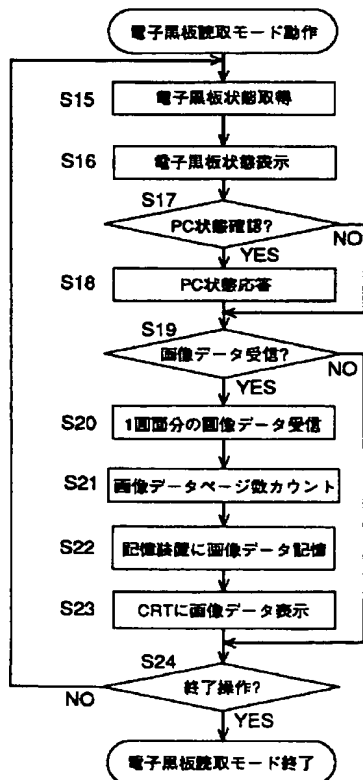 電子黒板読取モード動作
S15
電子黒板状態取得
S16
電子黒板状態表示
S17
PC状態確認?
NO
YES
S18
PC状態応答
S19
画像データ受信?
NO
YES
S20
1画面分の画像データ受信
S21
画像データページ数カウント
S22
記憶装置に画像データ記憶
S23
CRTに画像データ表示
S24
終了操作?
NO
YES
電子黒板読取モード終了